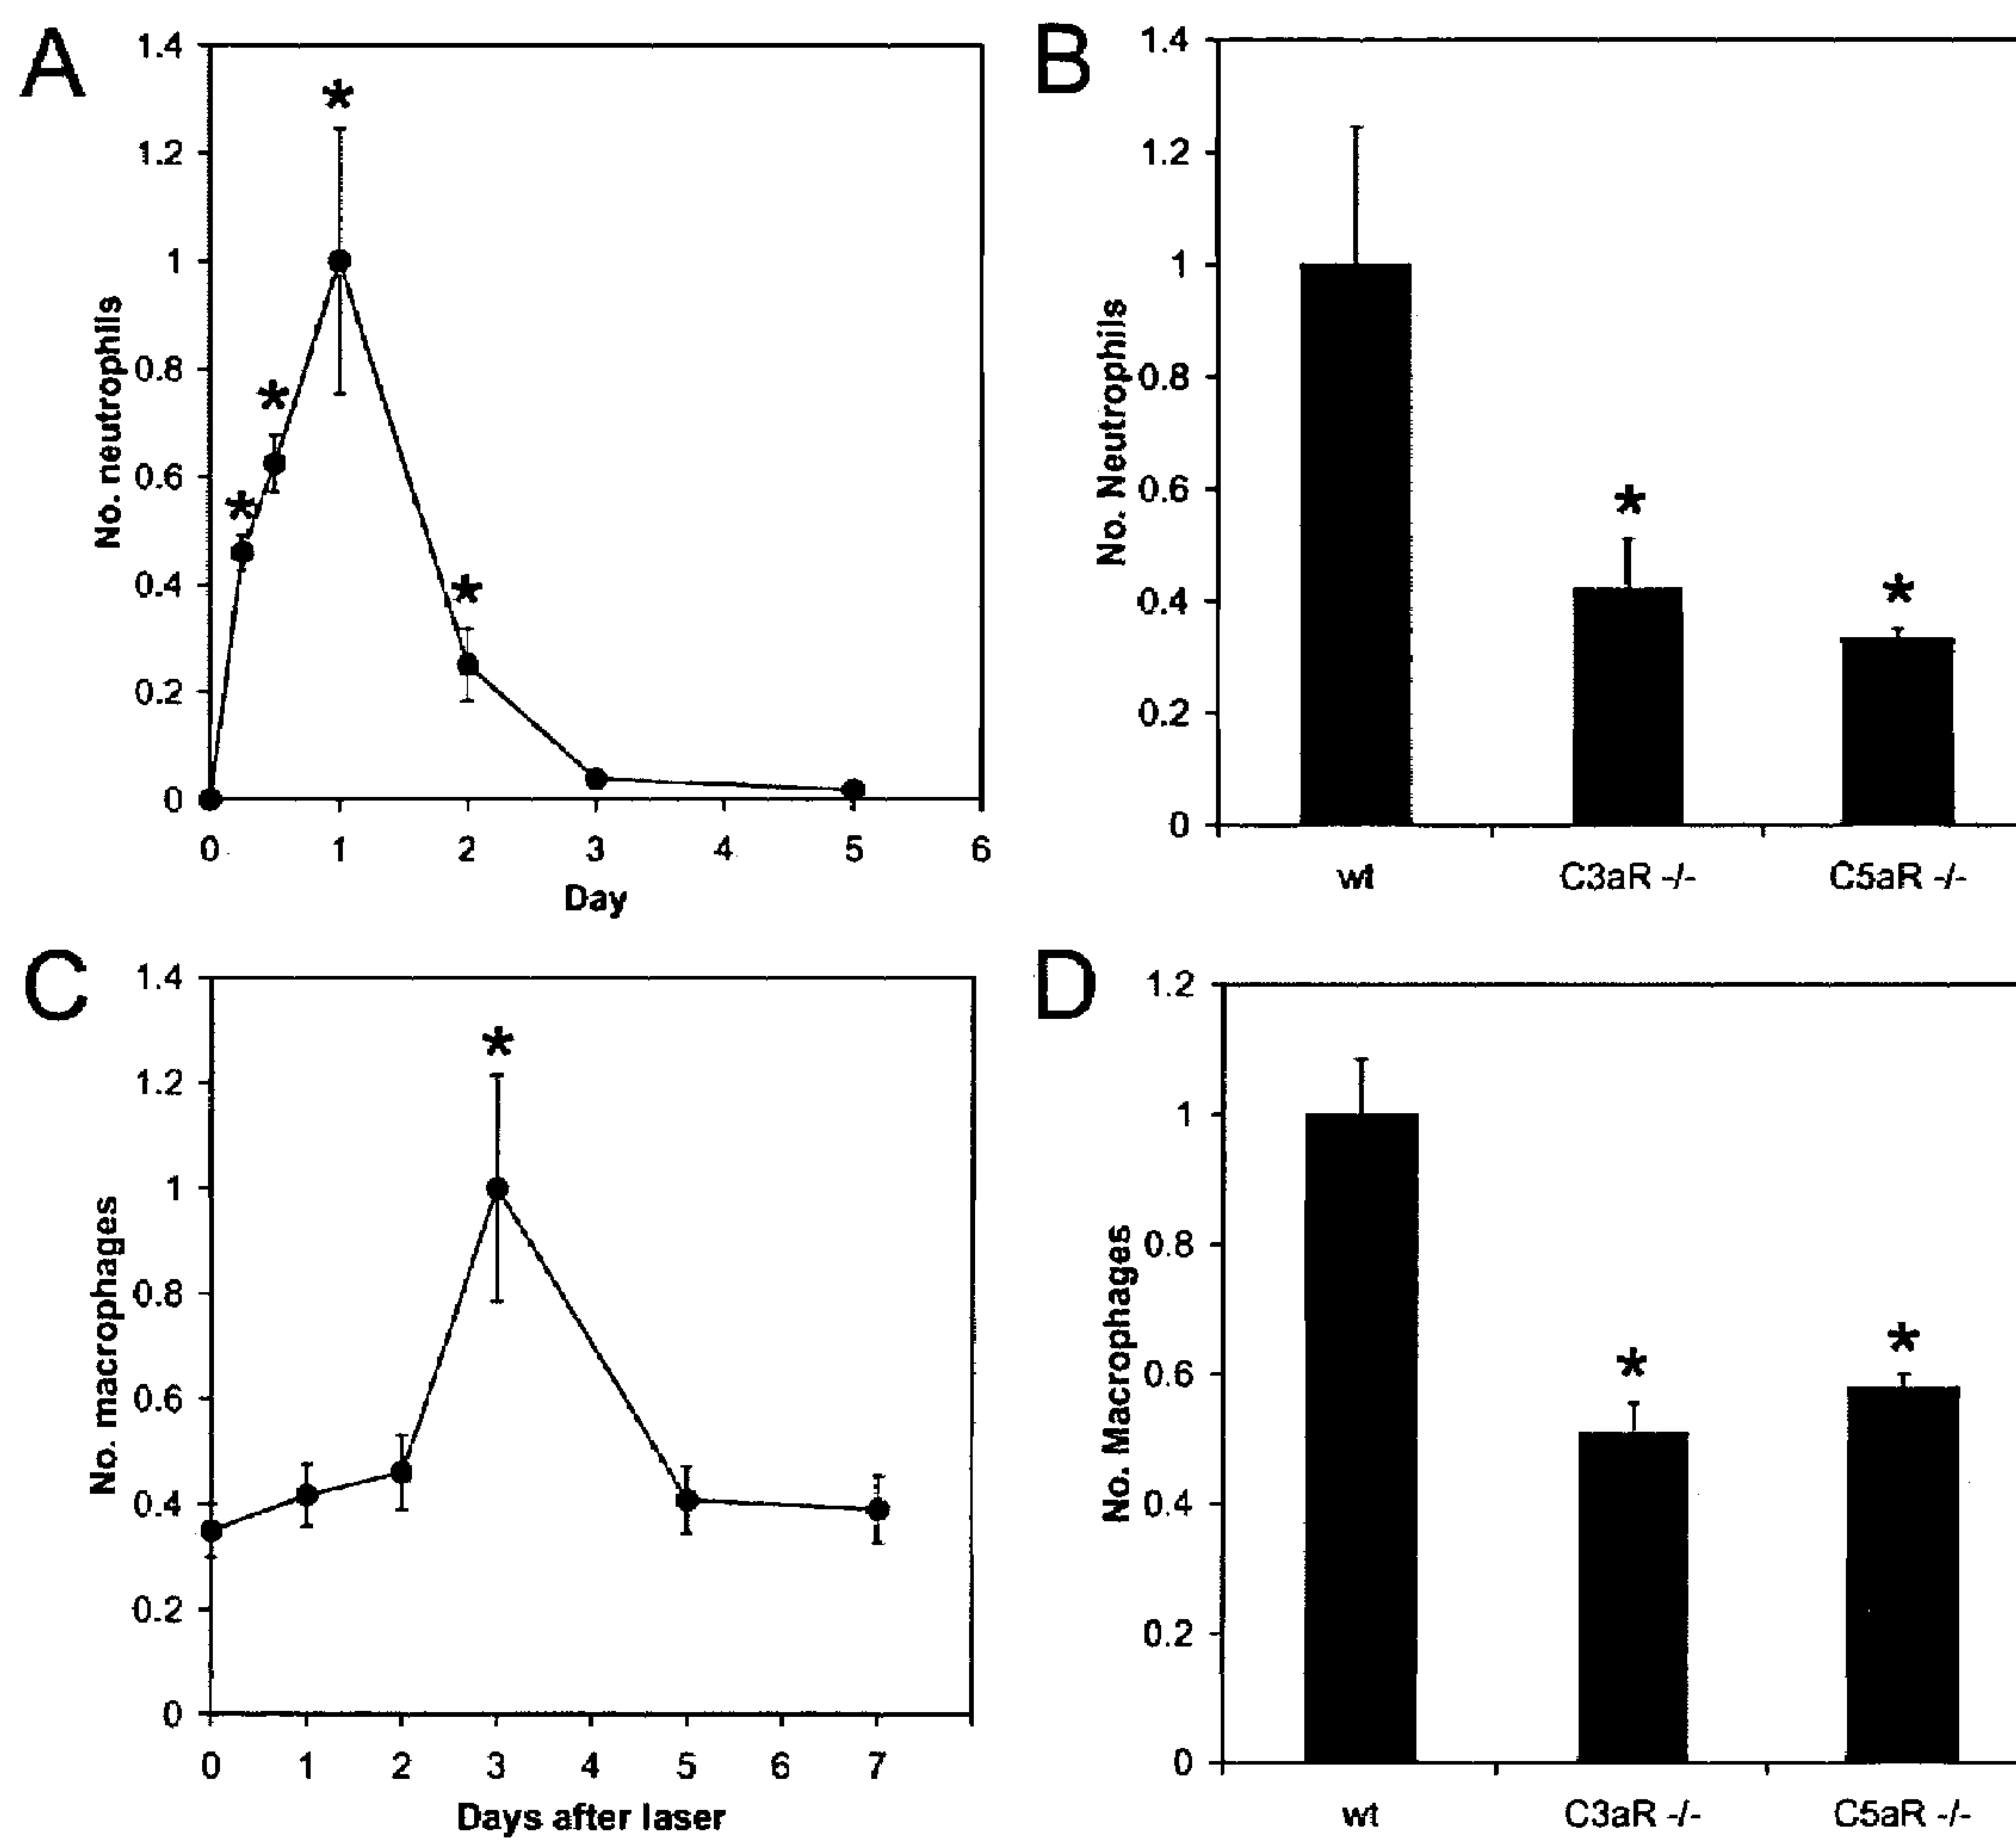 A
1.4
1.2
1
0.8
0.6
0.4
0.2
0
No. neutrophils
*
*
*
*
0 1 2 3 4 5 6
Day
B
1.4
1.2
1
0.8
0.6
0.4
0.2
0
No. Neutrophils
*
*
wt C3aR -/- C5aR -/-
C
1.4
1.2
1
0.8
0.6
0.4
0.2
0
No. macrophages
*
0 1 2 3 4 5 6 7
Days after laser
D
1.2
1
0.8
0.6
0.4
0.2
0
No. Macrophages
*
*
wt C3aR -/- C5aR -/-